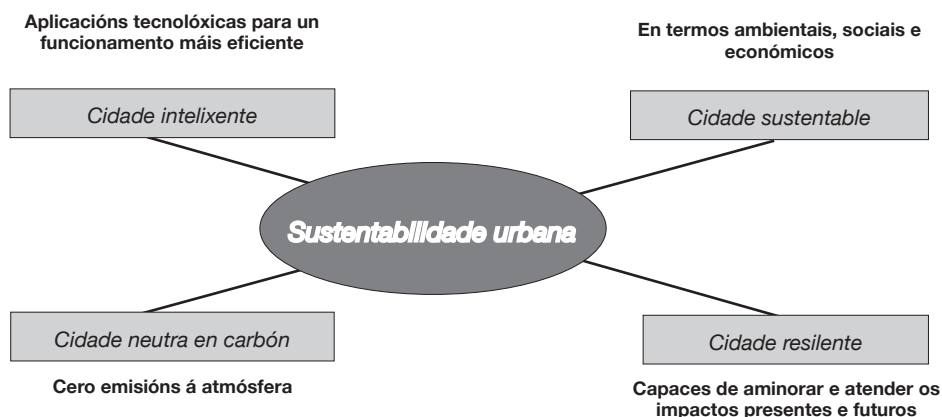 Aplicacións tecnolóxicas para un
funcionamento máis eficiente
En termos ambientais, sociais e
económicos
Cidade intelixente
Cidade sustentable
Sustentabilidade urbana
Cidade neutra en carbón
Cidade resilente
Cero emisións á atmósfera
Capaces de aminorar e atender os
impactos presentes e futuros